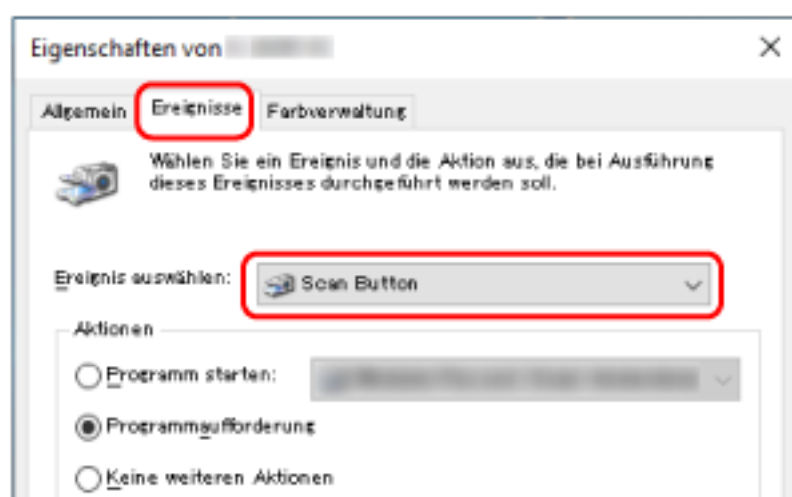 Eigenschaften von
Allgemein Ereignisse Farbverwaltung
Wählen Sie ein Ereignis und die Aktion aus, die bei Ausführung
dieses Ereignisses durchgeführt werden soll.
Ereignis auswählen: Scan Button
Aktionen
Programm starten:
Programmaufforderung
Keine weiteren Aktionen